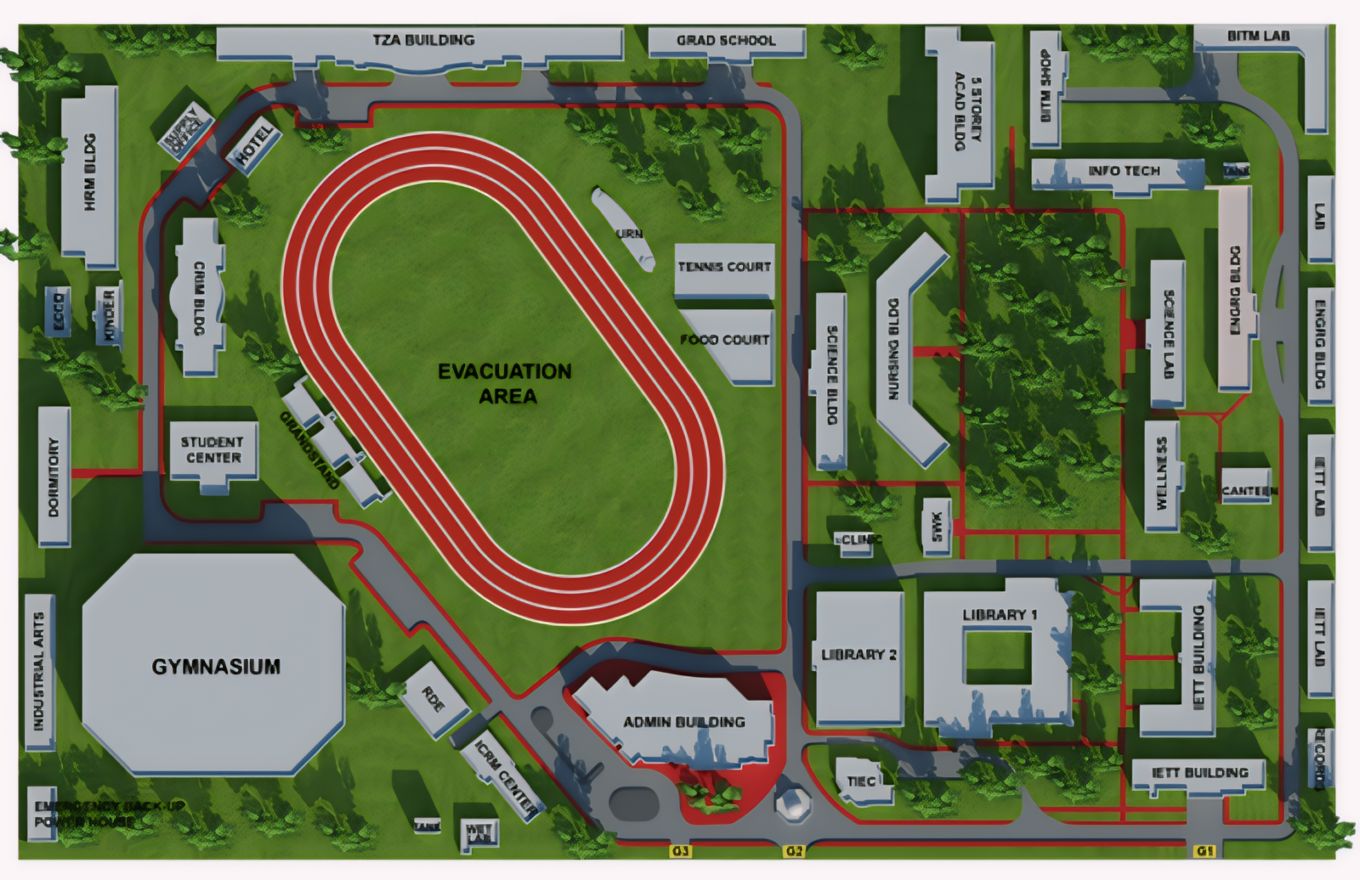 TZA BUILDING
GRAD SCHOOL
BITM LAB
5 STOREY
ACAD BLDG
BITM SHOP
HRM BLDG
HOTEL
INFO TECH
TANK
LAB
URN
TENNIS COURT
FOOD COURT
CRIM BLDG
ECCD
KINDER
SCIENCE BLDG
NURSING BLDG
SCIENCE LAB
ENGRG BLDG
ENGRG BLDG
EVACUATION
AREA
GRANDSTAND
STUDENT
CENTER
DORMITORY
WELLNESS
CANTEEN
IETT LAB
CLINIC
SWK
GYMNASIUM
INDUSTRIAL ARTS
LIBRARY 1
LIBRARY 2
IETT BUILDING
IETT LAB
RDE
ADMIN BUILDING
ICRM CENTER
TIEC
IETT BUILDING
RECORDS
EMERGENCY BACK-UP
POWER HOUSE
TANK
WET
LAB
G3
G2
G1